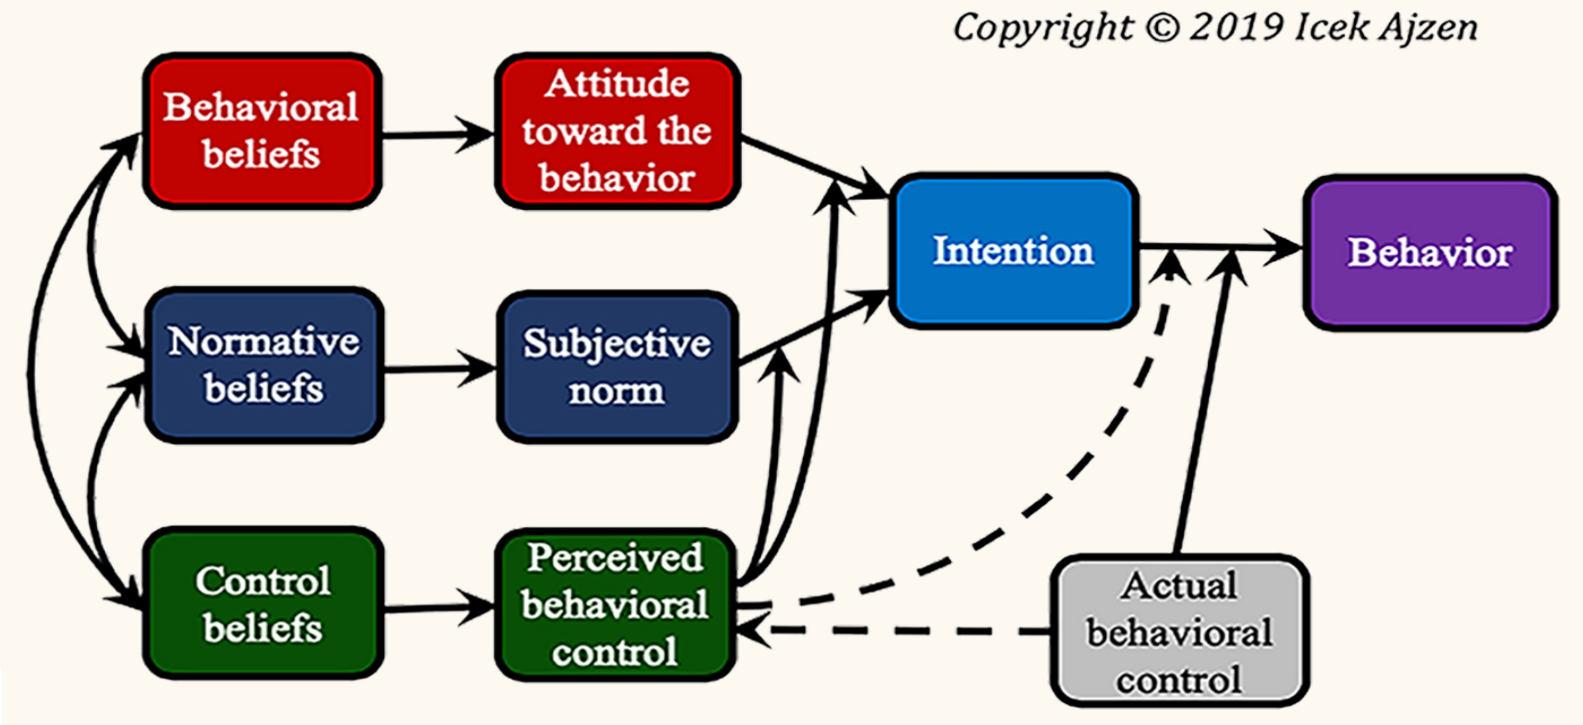 Copyright © 2019 Icek Ajzen
Behavioral
beliefs
Attitude
toward the
behavior
Intention
Behavior
Normative
beliefs
Subjective
norm
Control
beliefs
Perceived
behavioral
control
Actual
behavioral
control